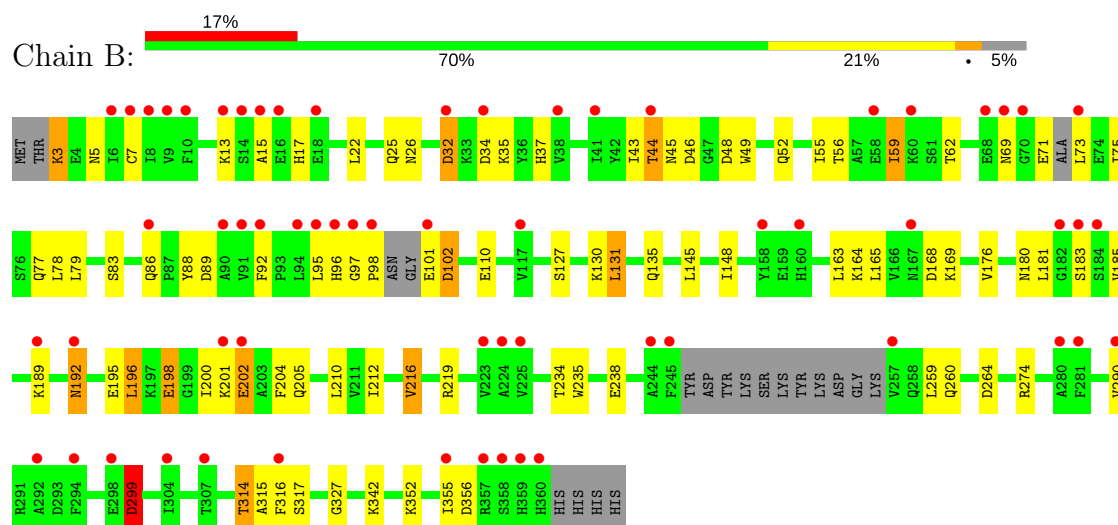 17%
Chain B:
70% 21% • 5%
MET THR K3 E4 N5 I6 C7 I8 V9 F10 K13 S14 A15 E16 H17 E18 L22 Q25 N26 D32 K33 D34 K35 Y36 H37 V38 I41 Y42 I43 T44 N45 D46 G47 D48 W49 Q52 I55 T56 A57 E58 I59 K60 S61 T62 E68 N69 G70 E71 ALA L73 E74 I75
S76 Q77 L78 L79 S83 Q86 P87 Y88 D89 A90 V91 F92 P93 L94 L95 H96 G97 P98 ASN GLY E101 D102 E110 V117 S127 K130 L131 Q135 L145 I148 Y158 E159 H160 L163 K164 L165 V166 N167 D168 K169 V176 N180 L181 G182 S183 S184 V185
K189 N192 E195 L196 K197 E198 G199 I200 K201 E202 A203 F204 Q205 L210 V211 I212 V216 R219 V223 A224 V225 T234 W235 E238 A244 F245 TYR ASP TYR LYS SER LYS TYR LYS ASP GLY LYS V257 Q258 L259 Q260 D264 R274 A280 F281 V290
R291 A292 D293 F294 E298 D299 I304 T307 T314 A315 F316 S317 G327 K342 K352 I355 D356 R357 S358 H359 H360 HIS HIS HIS HIS